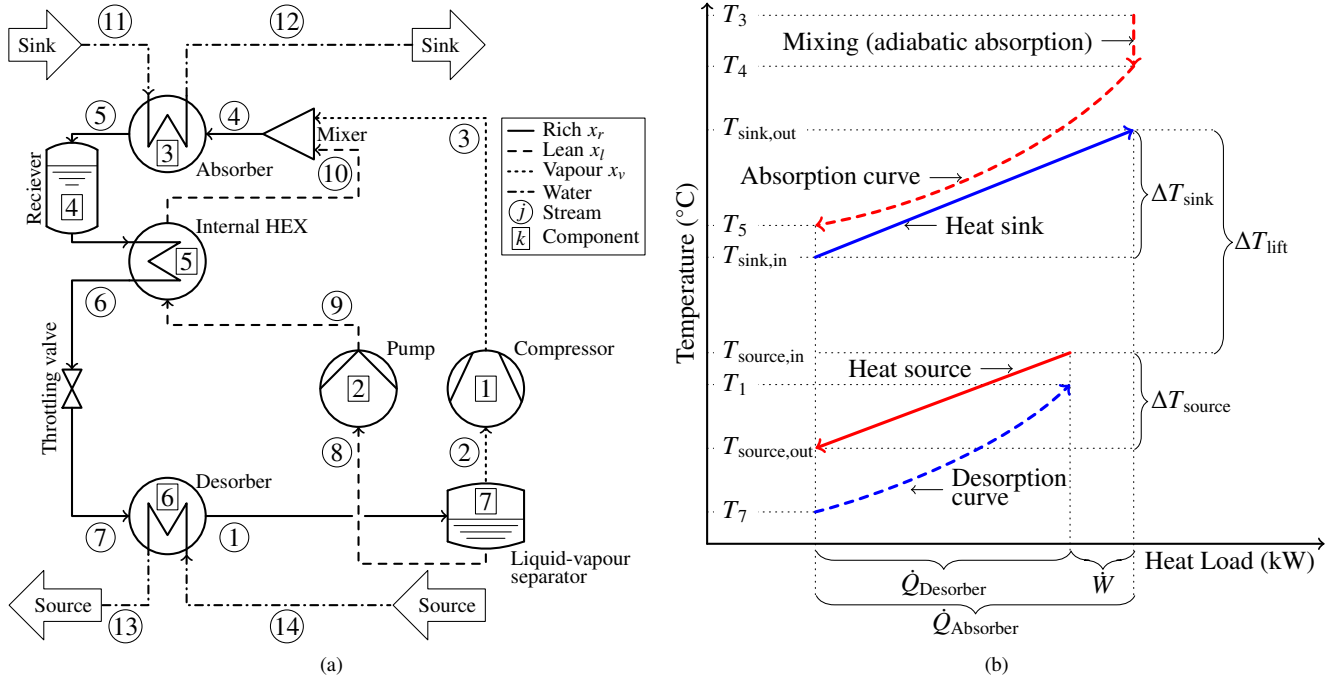 11
12
Sink
Sink
5
4
3
Mixer
3
Absorber
10
Reciever
4
Internal HEX
5
6
9
Rich x_r
Lean x_l
Vapour x_v
Water
j Stream
k Component
Throttling valve
Pump
Compressor
2
1
8
2
Desorber
6
7
7
1
Liquid-vapour
separator
Source
Source
13
14
(a)
Temperature (°C)
T_3
Mixing (adiabatic absorption)
T_4
T_sink,out
Absorption curve
ΔT_sink
T_5
Heat sink
T_sink,in
ΔT_lift
T_source,in
Heat source
T_1
ΔT_source
T_source,out
Desorption
curve
T_7
Heat Load (kW)
Q̇_Desorber
Ẇ
Q̇_Absorber
(b)